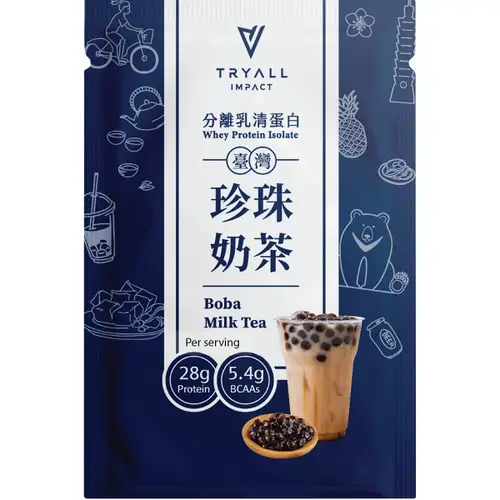 TRYALL
IMPACT
分離乳清蛋白
Whey Protein Isolate
臺灣
珍珠
奶茶
Boba
Milk Tea
Per serving
28g
Protein
5.4g
BCAAs
BEER